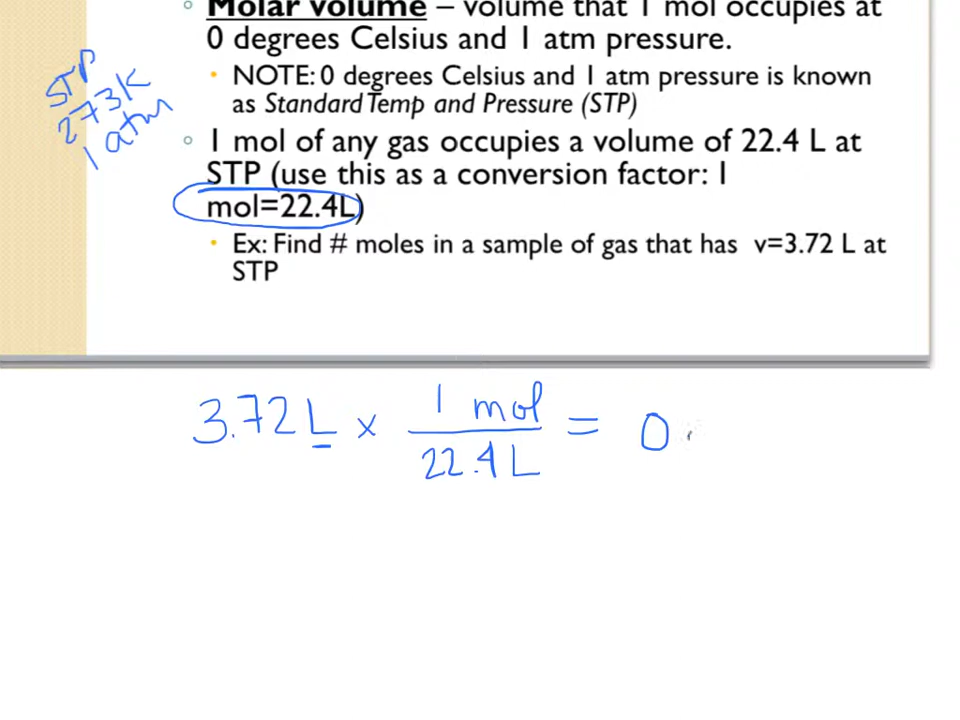 Molar volume – volume that 1 mol occupies at
0 degrees Celsius and 1 atm pressure.
NOTE: 0 degrees Celsius and 1 atm pressure is known
as Standard Temp and Pressure (STP)
STP
273K
1 atm
1 mol of any gas occupies a volume of 22.4 L at
STP (use this as a conversion factor: 1
mol=22.4L)
Ex: Find # moles in a sample of gas that has v=3.72 L at
STP
3.72 L x 1 mol / 22.4 L = 0.